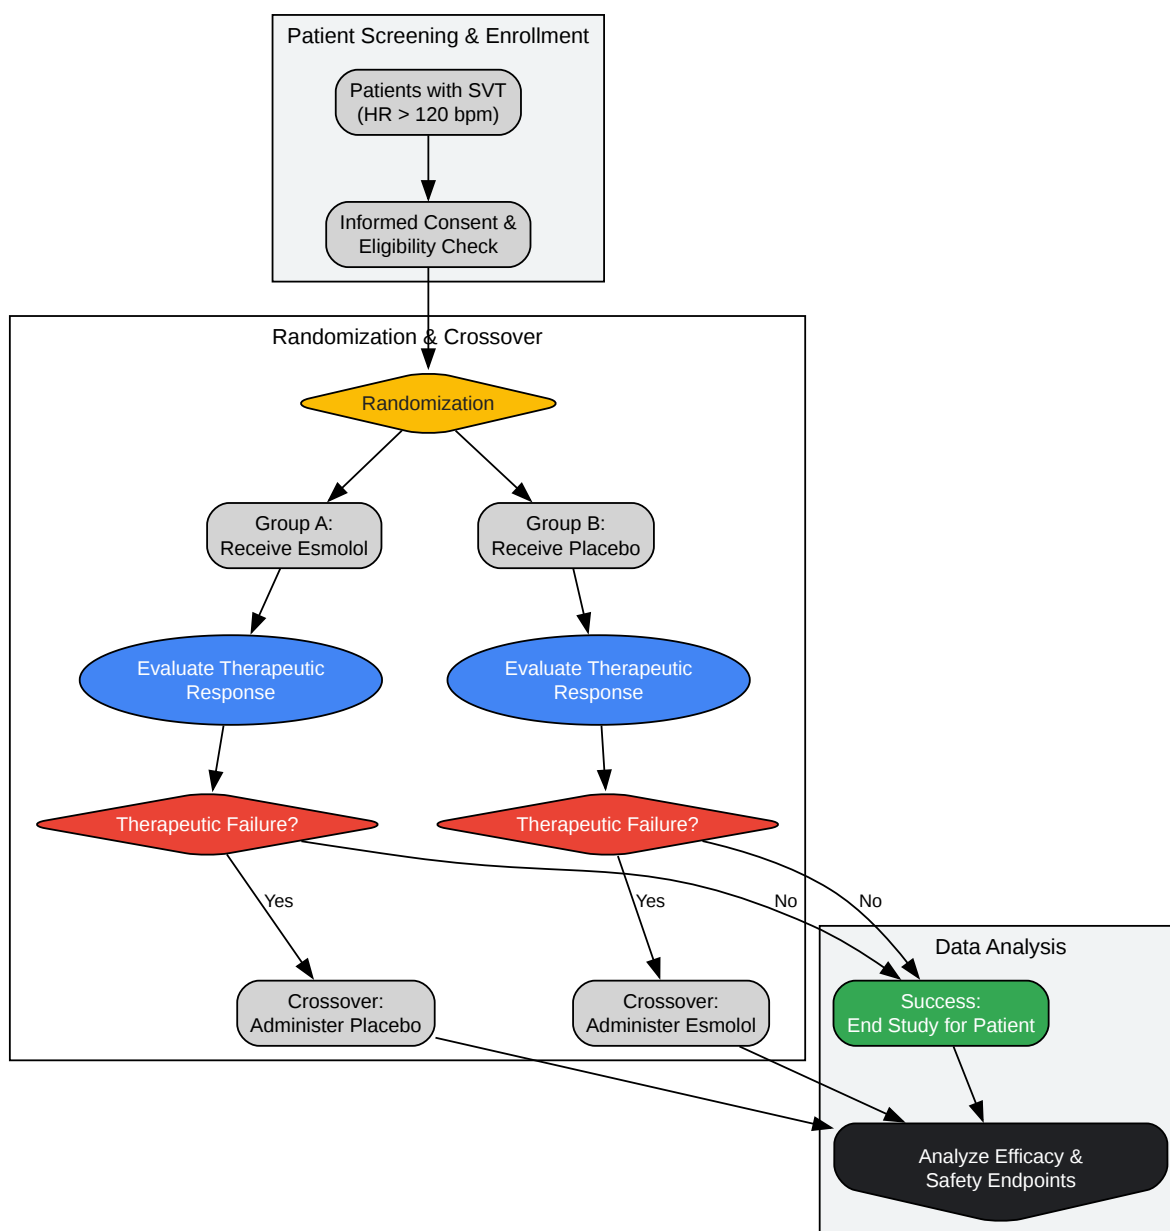 Patient Screening & Enrollment
Patients with SVT
(HR > 120 bpm)
Informed Consent &
Eligibility Check
Randomization & Crossover
Randomization
Group A:
Receive Esmolol
Group B:
Receive Placebo
Evaluate Therapeutic
Response
Evaluate Therapeutic
Response
Therapeutic Failure?
Therapeutic Failure?
Yes
Yes
No
No
Crossover:
Administer Placebo
Crossover:
Administer Esmolol
Data Analysis
Success:
End Study for Patient
Analyze Efficacy &
Safety Endpoints